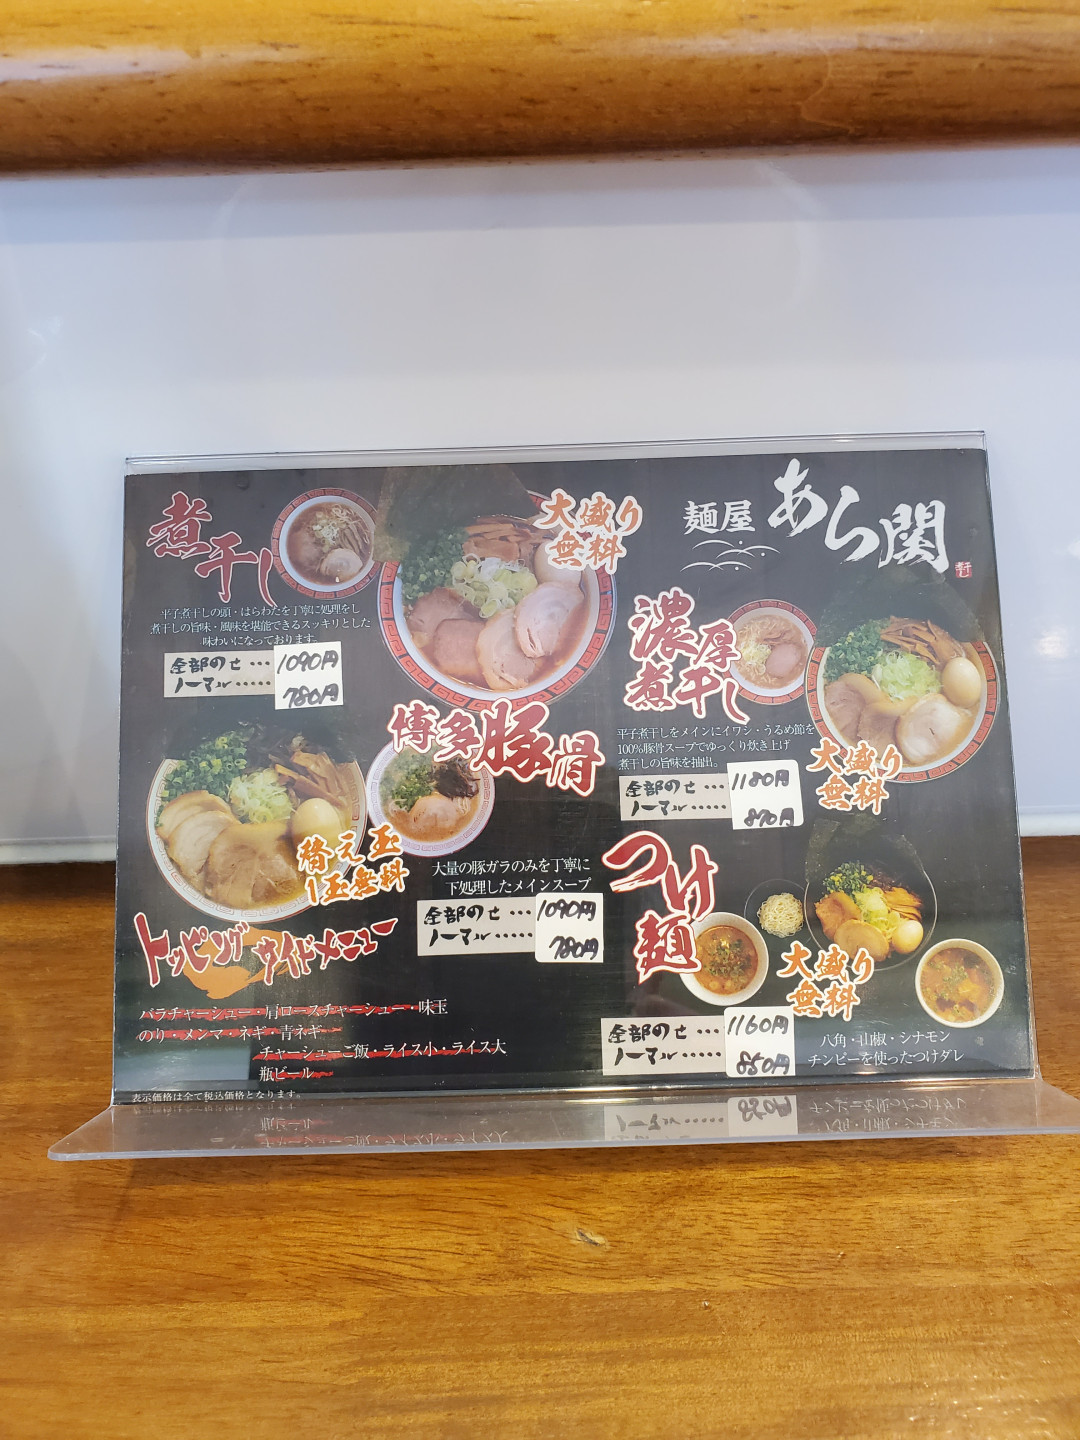 麺屋 あら関
煮干し
煮干し
平子煮干しの頭・はらわたを丁寧に処理をし
煮干しの旨味・風味を堪能できるスッキリとした
味わいになっております。
全部のせ … 1090円
ノーマル ‥‥‥ 780円
大盛り
無料
博多豚骨
大量の豚ガラのみを丁寧に
下処理したメインスープ
全部のせ … 1090円
ノーマル ‥‥‥ 780円
替え玉
1玉無料
濃厚
煮干し
平子煮干しをメインにイワシ・うるめ節を
100%豚骨スープでゆっくり炊き上げ
煮干しの旨味を抽出。
全部のせ … 1180円
ノーマル ‥‥‥ 870円
大盛り
無料
つけ麺
全部のせ … 1160円
ノーマル ‥‥‥ 850円
大盛り
無料
八角・山椒・シナモン
チンピーを使ったつけダレ
トッピング サイドメニュー
バラチャーシュー・肩ロースチャーシュー・味玉
のり・メンマ・ネギ・青ネギ
チャーシューご飯・ライス小・ライス大
瓶ビール
表示価格は全て税込価格となります。